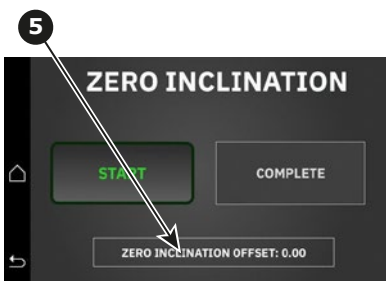 5
ZERO INCLINATION
START
COMPLETE
ZERO INCLINATION OFFSET: 0.00